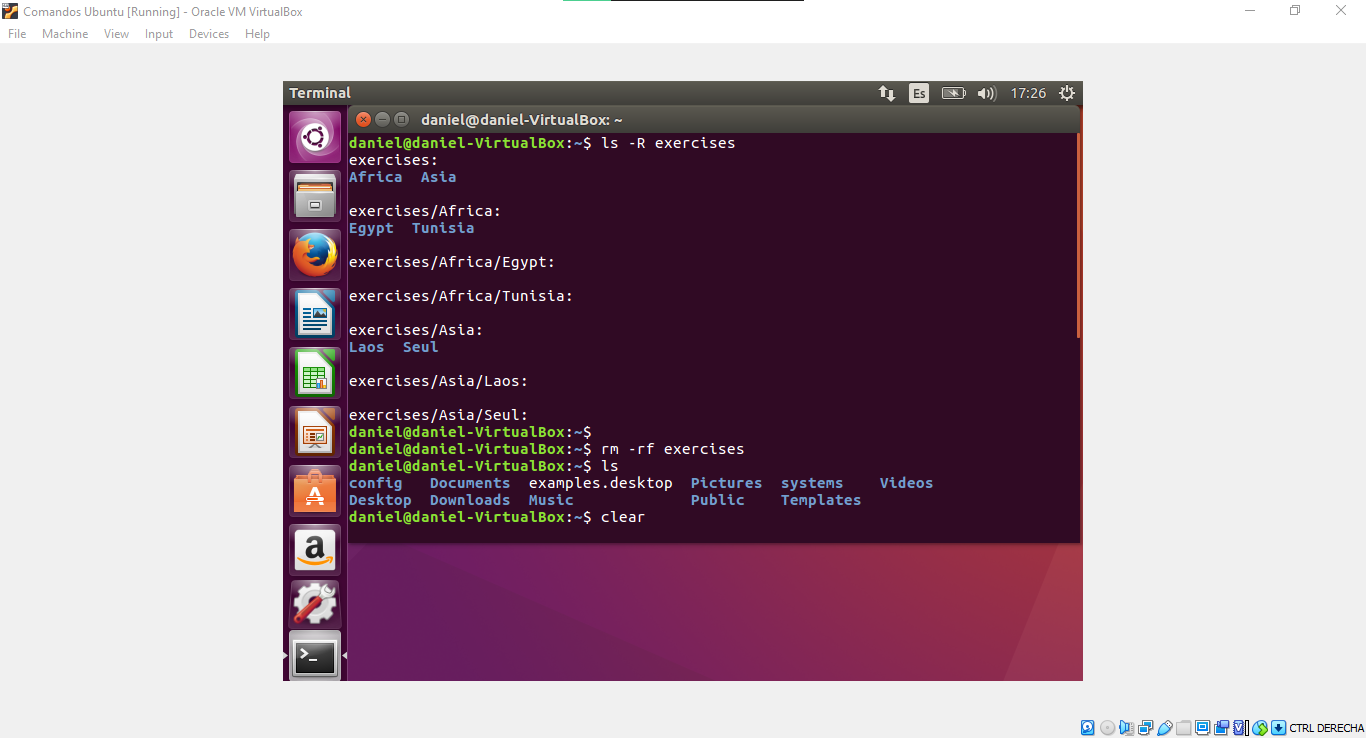 Comandos Ubuntu [Running] - Oracle VM VirtualBox
File Machine View Input Devices Help
Terminal Es 17:26
daniel@daniel-VirtualBox: ~
daniel@daniel-VirtualBox:~$ ls -R exercises
exercises:
Africa Asia
exercises/Africa:
Egypt Tunisia
exercises/Africa/Egypt:
exercises/Africa/Tunisia:
exercises/Asia:
Laos Seul
exercises/Asia/Laos:
exercises/Asia/Seul:
daniel@daniel-VirtualBox:~$
daniel@daniel-VirtualBox:~$ rm -rf exercises
daniel@daniel-VirtualBox:~$ ls
config Documents examples.desktop Pictures systems Videos
Desktop Downloads Music Public Templates
daniel@daniel-VirtualBox:~$ clear
CTRL DERECHA